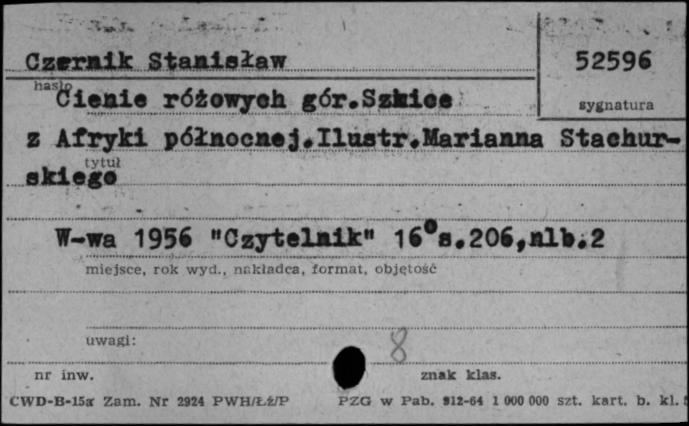 Czernik Stanisław
52596
hasło
sygnatura
Cienie różowych gór.Szkice
z Afryki północnej.Ilustr.Marianna Stachur-
tytuł
skiego
W-wa 1956 "Czytelnik" 16° s.206,nlb.2
miejsce, rok wyd., nakładca, format, objętość
uwagi:
8
nr inw.
znak klas.
CWD-B-15a Zam. Nr 2924 PWH/Łż/P
PZG w Pab. 912-64 1 000 000 szt. kart. b. kl.